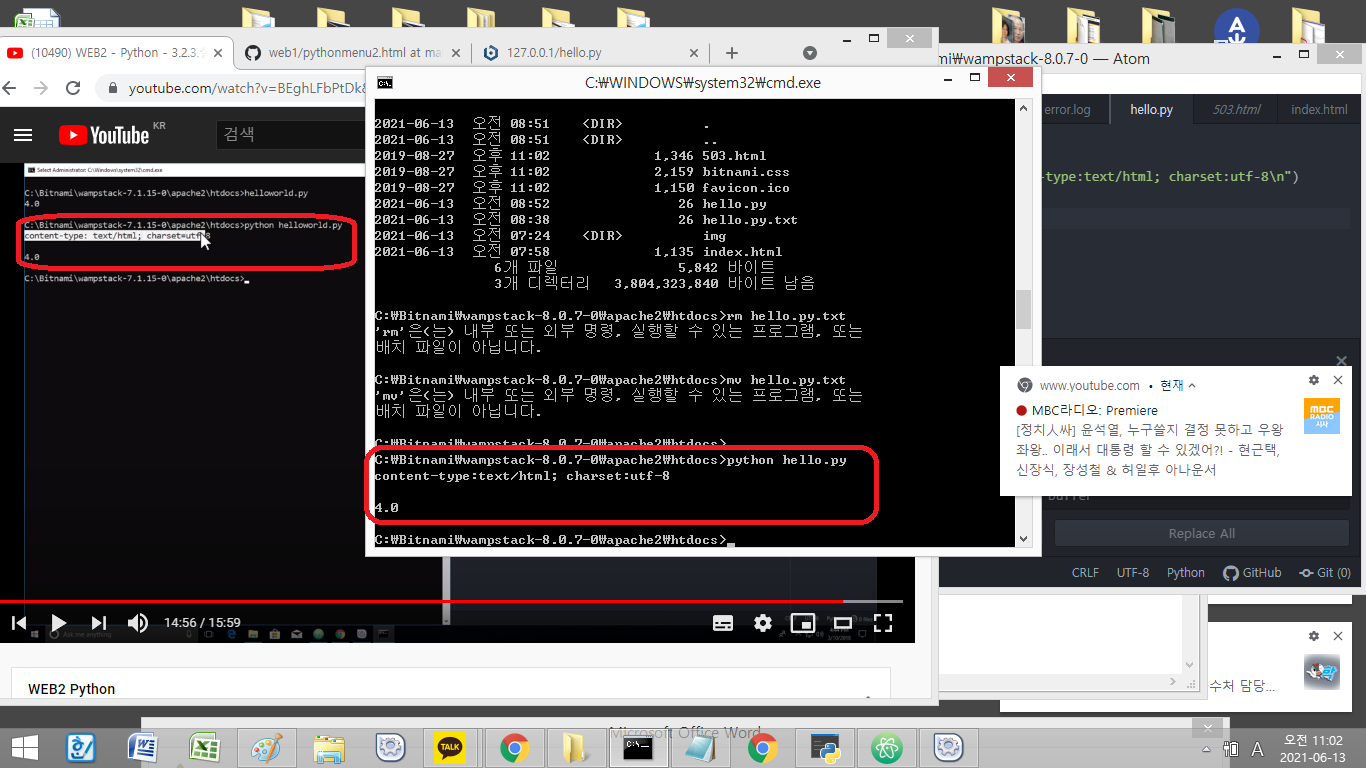 (10490) WEB2 - Python - 3.2.3.
web1/pythonmenu2.html at ma
127.0.0.1/hello.py
youtube.com/watch?v=BEghLFbPtDk&
YouTube KR
검색
Select Administrator: C:\Windows\system32\cmd.exe
C:\Bitnami\wampstack-7.1.15-0\apache2\htdocs>helloworld.py
4.0
C:\Bitnami\wampstack-7.1.15-0\apache2\htdocs>python helloworld.py
content-type: text/html; charset=utf-8
4.0
C:\Bitnami\wampstack-7.1.15-0\apache2\htdocs>
14:56 / 15:59
WEB2 Python
C:₩WINDOWS₩system32₩cmd.exe
2021-06-13 오전 08:51 <DIR> .
2021-06-13 오전 08:51 <DIR> ..
2019-08-27 오후 11:02 1,346 503.html
2019-08-27 오후 11:02 2,159 bitnami.css
2019-08-27 오후 11:02 1,150 favicon.ico
2021-06-13 오전 08:52 26 hello.py
2021-06-13 오전 08:38 26 hello.py.txt
2021-06-13 오전 07:24 <DIR> img
2021-06-13 오전 07:58 1,135 index.html
6개 파일 5,842 바이트
3개 디렉터리 3,804,323,840 바이트 남음
C:₩Bitnami₩wampstack-8.0.7-0₩apache2₩htdocs>rm hello.py.txt
'rm'은(는) 내부 또는 외부 명령, 실행할 수 있는 프로그램, 또는
배치 파일이 아닙니다.
C:₩Bitnami₩wampstack-8.0.7-0₩apache2₩htdocs>mv hello.py.txt
'mv'은(는) 내부 또는 외부 명령, 실행할 수 있는 프로그램, 또는
배치 파일이 아닙니다.
C:₩Bitnami₩wampstack-8.0.7-0₩apache2₩htdocs>
C:₩Bitnami₩wampstack-8.0.7-0₩apache2₩htdocs>python hello.py
content-type:text/html; charset:utf-8
4.0
C:₩Bitnami₩wampstack-8.0.7-0₩apache2₩htdocs>
mi₩wampstack-8.0.7-0 — Atom
error.log
hello.py
503.html
index.html
-type:text/html; charset:utf-8\n")
www.youtube.com • 현재
MBC라디오: Premiere
[정치人싸] 윤석열, 누구쓸지 결정 못하고 우왕
좌왕.. 이래서 대통령 할 수 있겠어?! - 현근택,
신장식, 장성철 & 허일후 아나운서
MBC
RADIO
시사
buffer
Replace All
CRLF UTF-8 Python GitHub Git (0)
수처 담당...
Microsoft Office Word
TALK
A
오전 11:02
2021-06-13